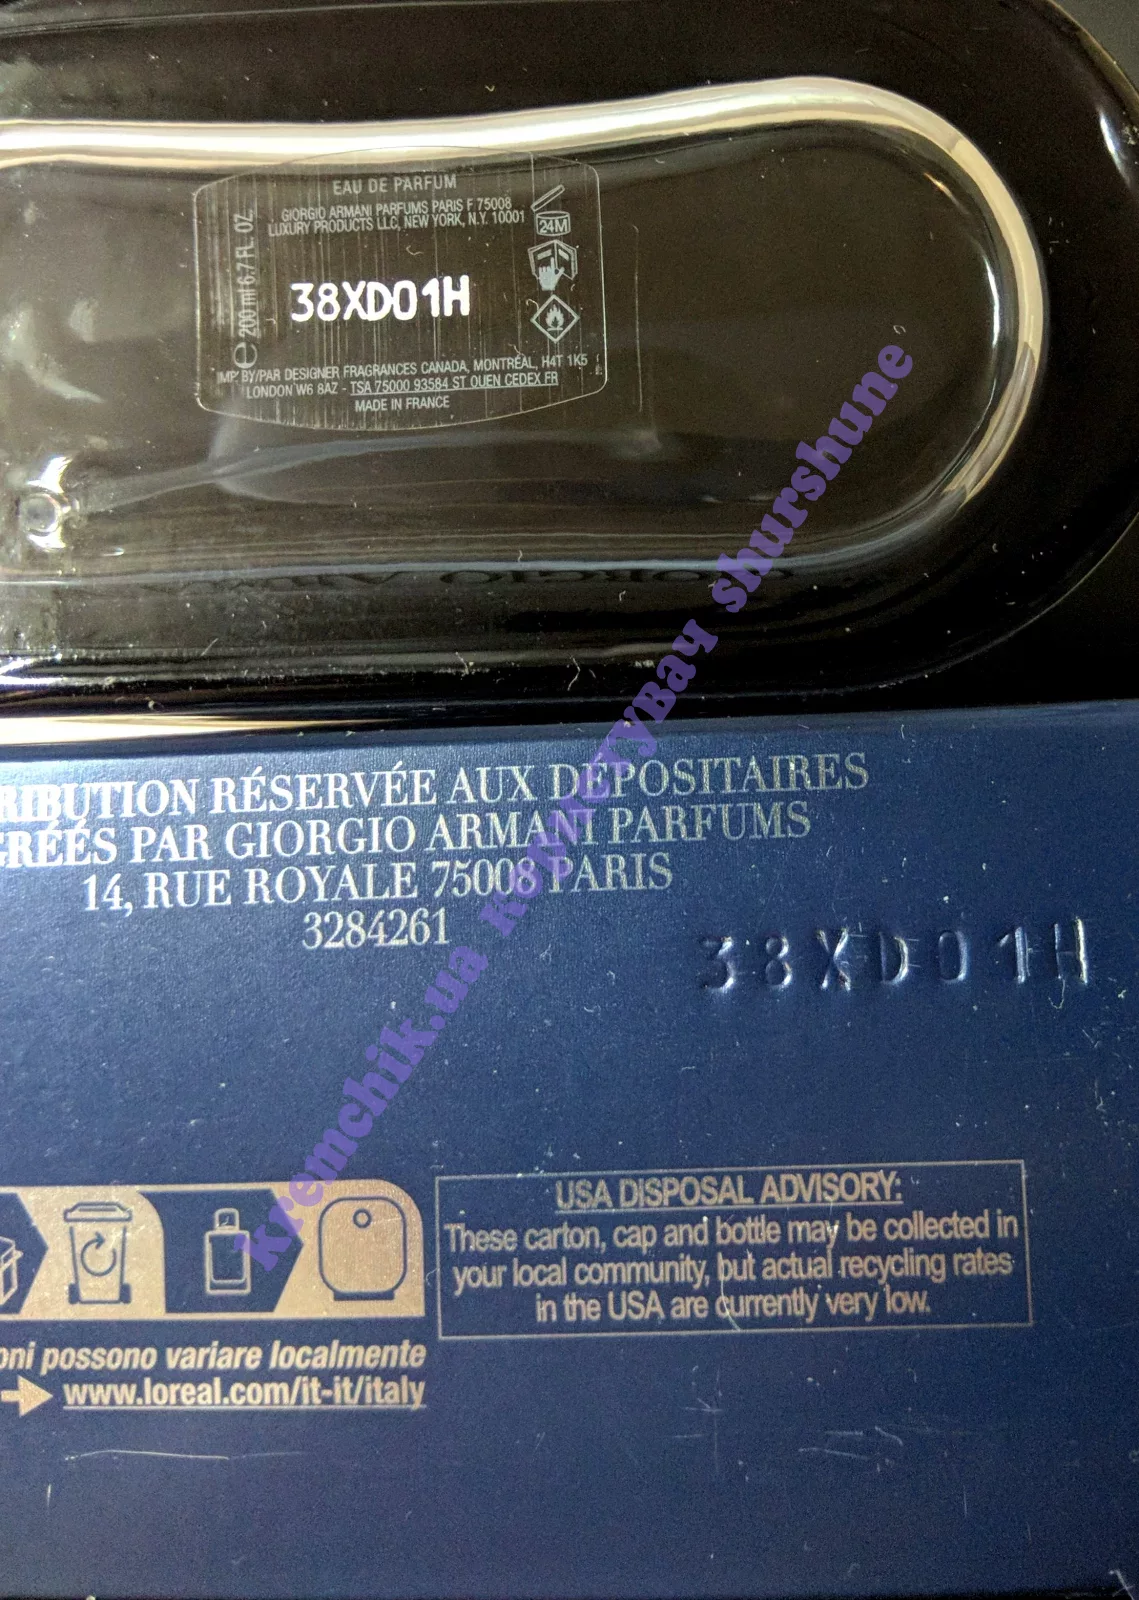 EAU DE PARFUM
GIORGIO ARMANI PARFUMS PARIS F 75008
LUXURY PRODUCTS LLC, NEW YORK, N.Y. 10001
24M
e 200 ml 6.7 FL. OZ.
38XD01H
IMP. BY/PAR DESIGNER FRAGRANCES CANADA, MONTRÉAL, H4T 1K5
LONDON W6 8AZ - TSA 75000 93584 ST OUEN CEDEX FR
MADE IN FRANCE
RIBUTION RÉSERVÉE AUX DÉPOSITAIRES
GRÉÉS PAR GIORGIO ARMANI PARFUMS
14, RUE ROYALE 75008 PARIS
3284261
38XD01H
USA DISPOSAL ADVISORY:
These carton, cap and bottle may be collected in
your local community, but actual recycling rates
in the USA are currently very low.
oni possono variare localmente
www.loreal.com/it-it/italy
kremchik.ua користувач shurshune